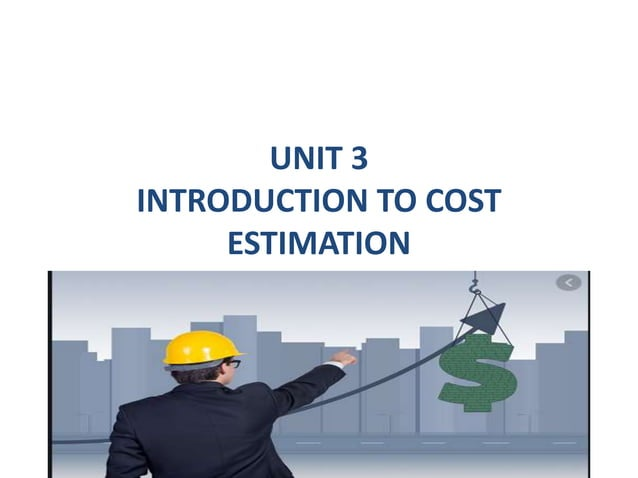 UNIT 3
INTRODUCTION TO COST
ESTIMATION
$